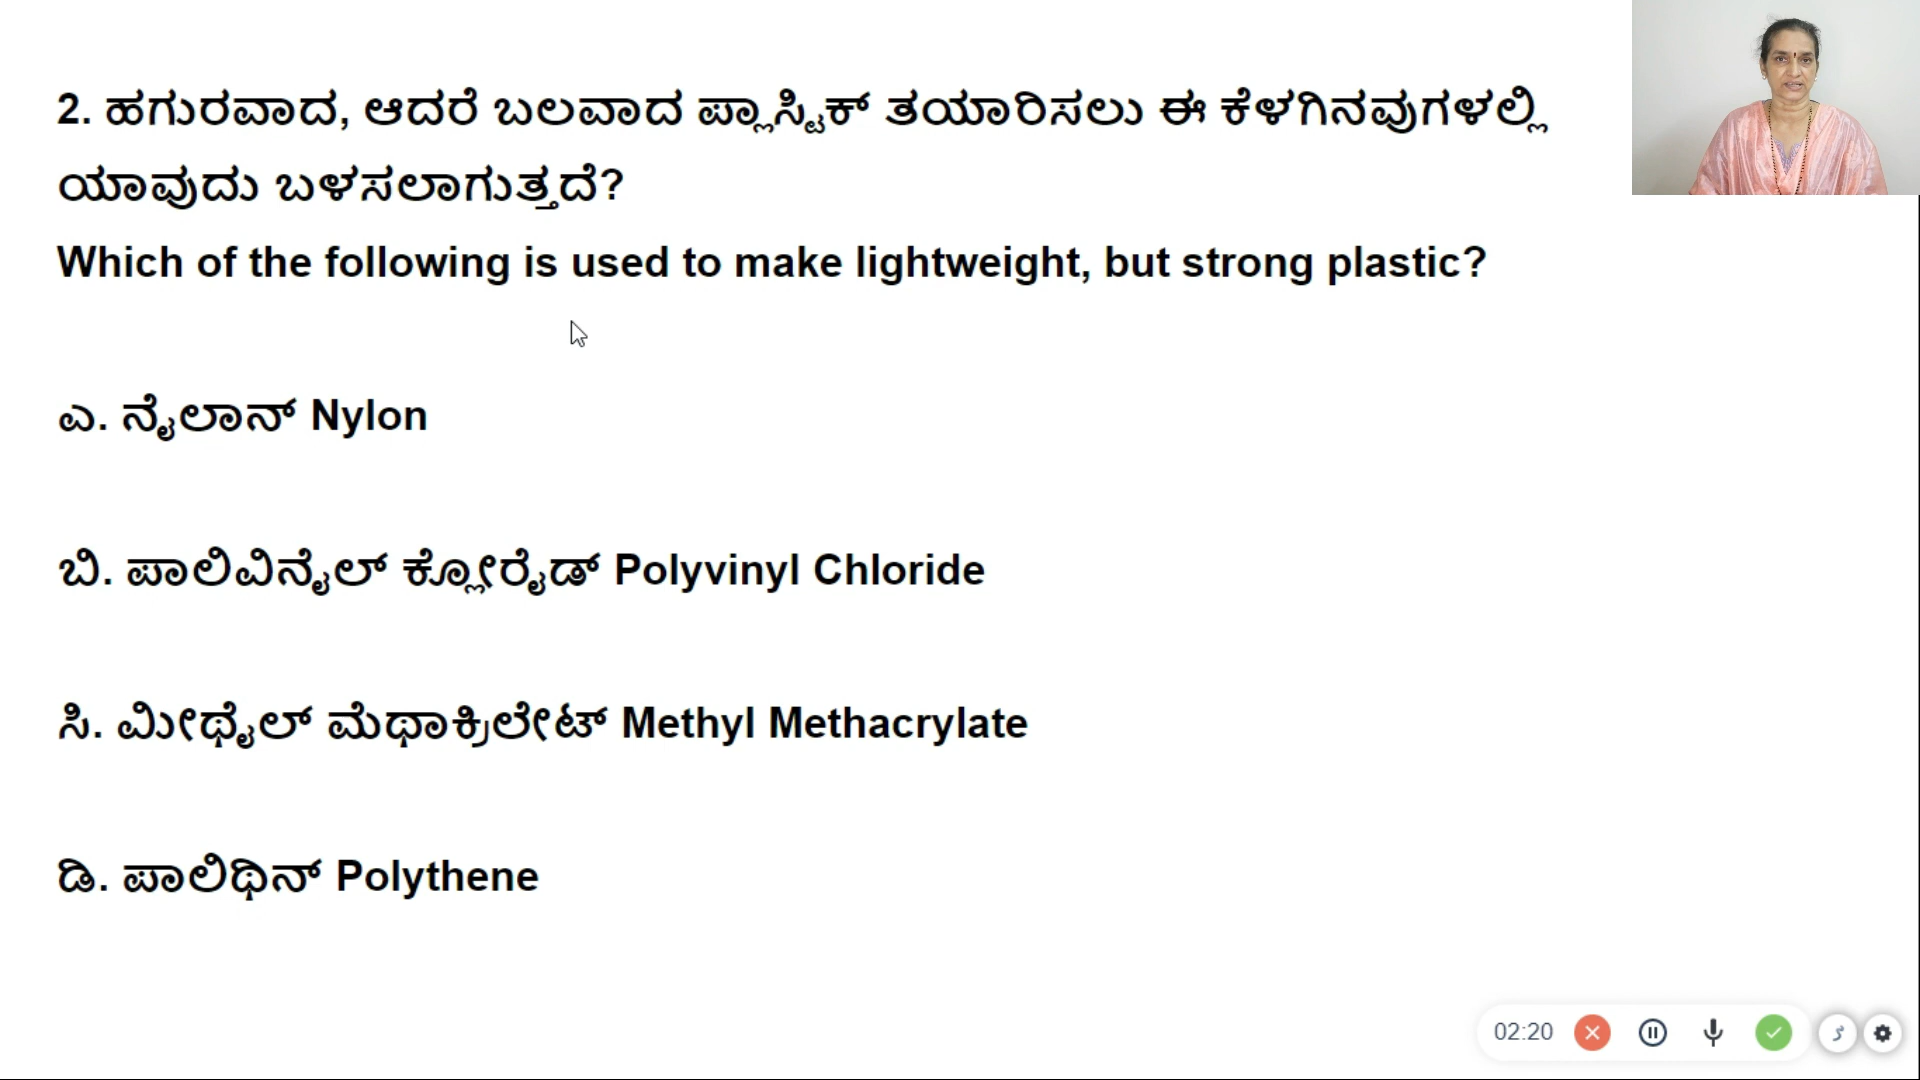 2. ಹಗುರವಾದ, ಆದರೆ ಬಲವಾದ ಪ್ಲಾಸ್ಟಿಕ್ ತಯಾರಿಸಲು ಈ ಕೆಳಗಿನವುಗಳಲ್ಲಿ
ಯಾವುದು ಬಳಸಲಾಗುತ್ತದೆ?
Which of the following is used to make lightweight, but strong plastic?
ಎ. ನೈಲಾನ್ Nylon
ಬಿ. ಪಾಲಿವಿನೈಲ್ ಕ್ಲೋರೈಡ್ Polyvinyl Chloride
ಸಿ. ಮೀಥೈಲ್ ಮೆಥಾಕ್ರಿಲೇಟ್ Methyl Methacrylate
ಡಿ. ಪಾಲಿಥಿನ್ Polythene
02:20